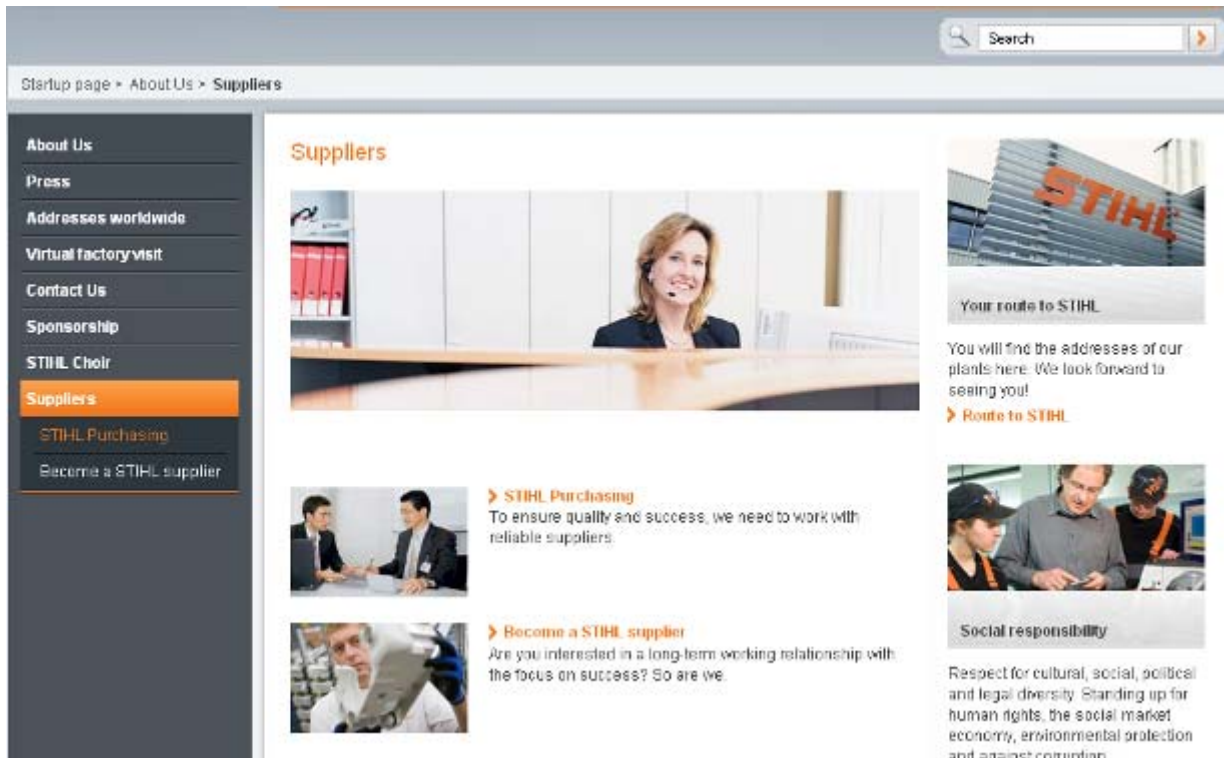 Search
Startup page > About Us > Suppliers
About Us
Press
Addresses worldwide
Virtual factory visit
Contact Us
Sponsorship
STIHL Choir
Suppliers
STIHL Purchasing
Become a STIHL supplier
Suppliers
STIHL Purchasing
To ensure quality and success, we need to work with
reliable suppliers.
Become a STIHL supplier
Are you interested in a long-term working relationship with
the focus on success? So are we.
STIHL
Your route to STIHL
You will find the addresses of our
plants here. We look forward to
seeing you!
Route to STIHL
Social responsibility
Respect for cultural, social, political
and legal diversity. Standing up for
human rights, the social market
economy, environmental protection
and against corruption